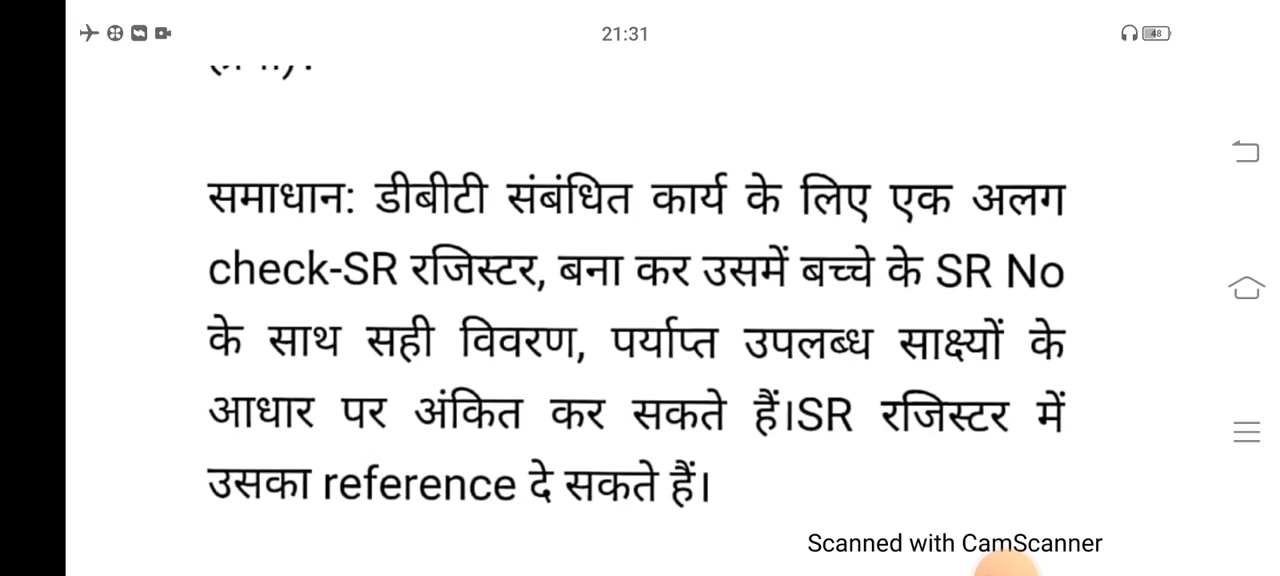 21:31
48
समाधान: डीबीटी संबंधित कार्य के लिए एक अलग
check-SR रजिस्टर, बना कर उसमें बच्चे के SR No
के साथ सही विवरण, पर्याप्त उपलब्ध साक्ष्यों के
आधार पर अंकित कर सकते हैं।SR रजिस्टर में
उसका reference दे सकते हैं।
Scanned with CamScanner